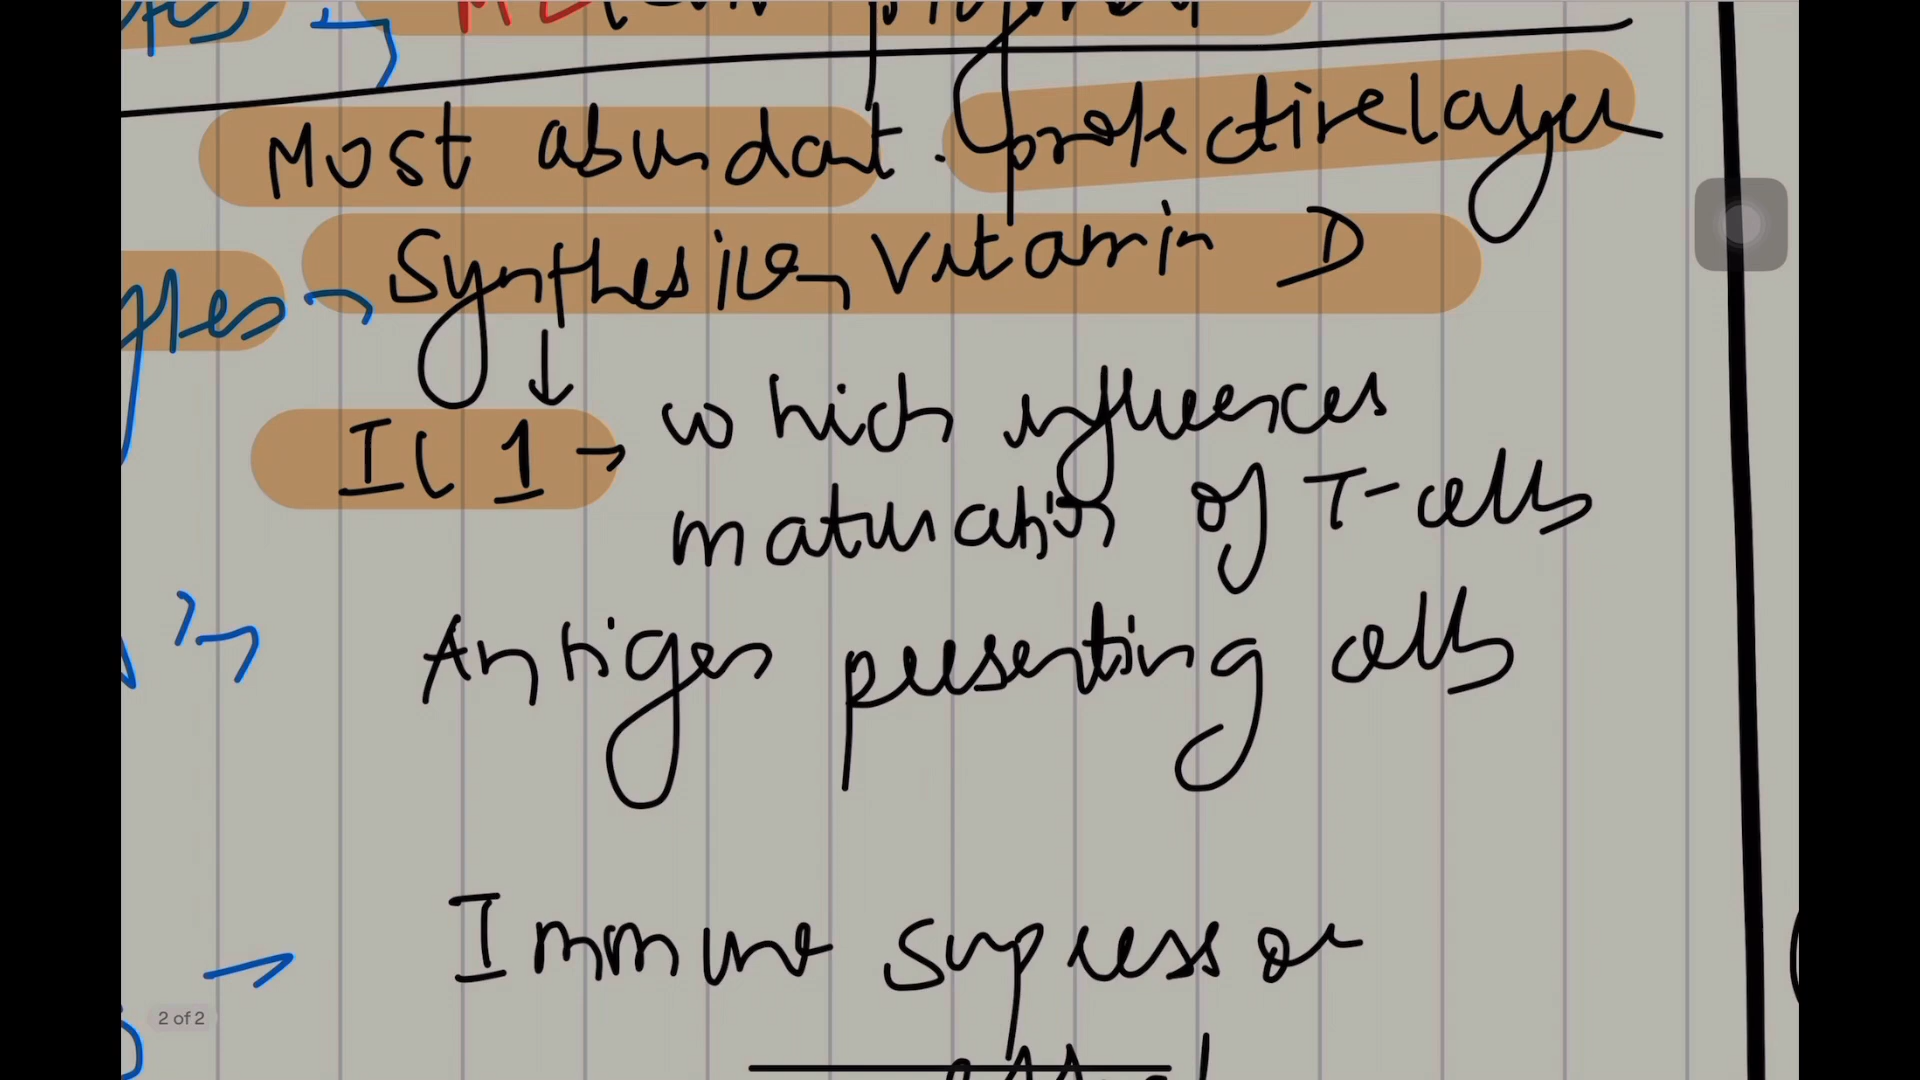 Most abundant. protective layer
Synthesizes Vitamin D
IL 1 → which influences
maturation of T-cells
Antigen presenting cells
Immune supressor
2 of 2